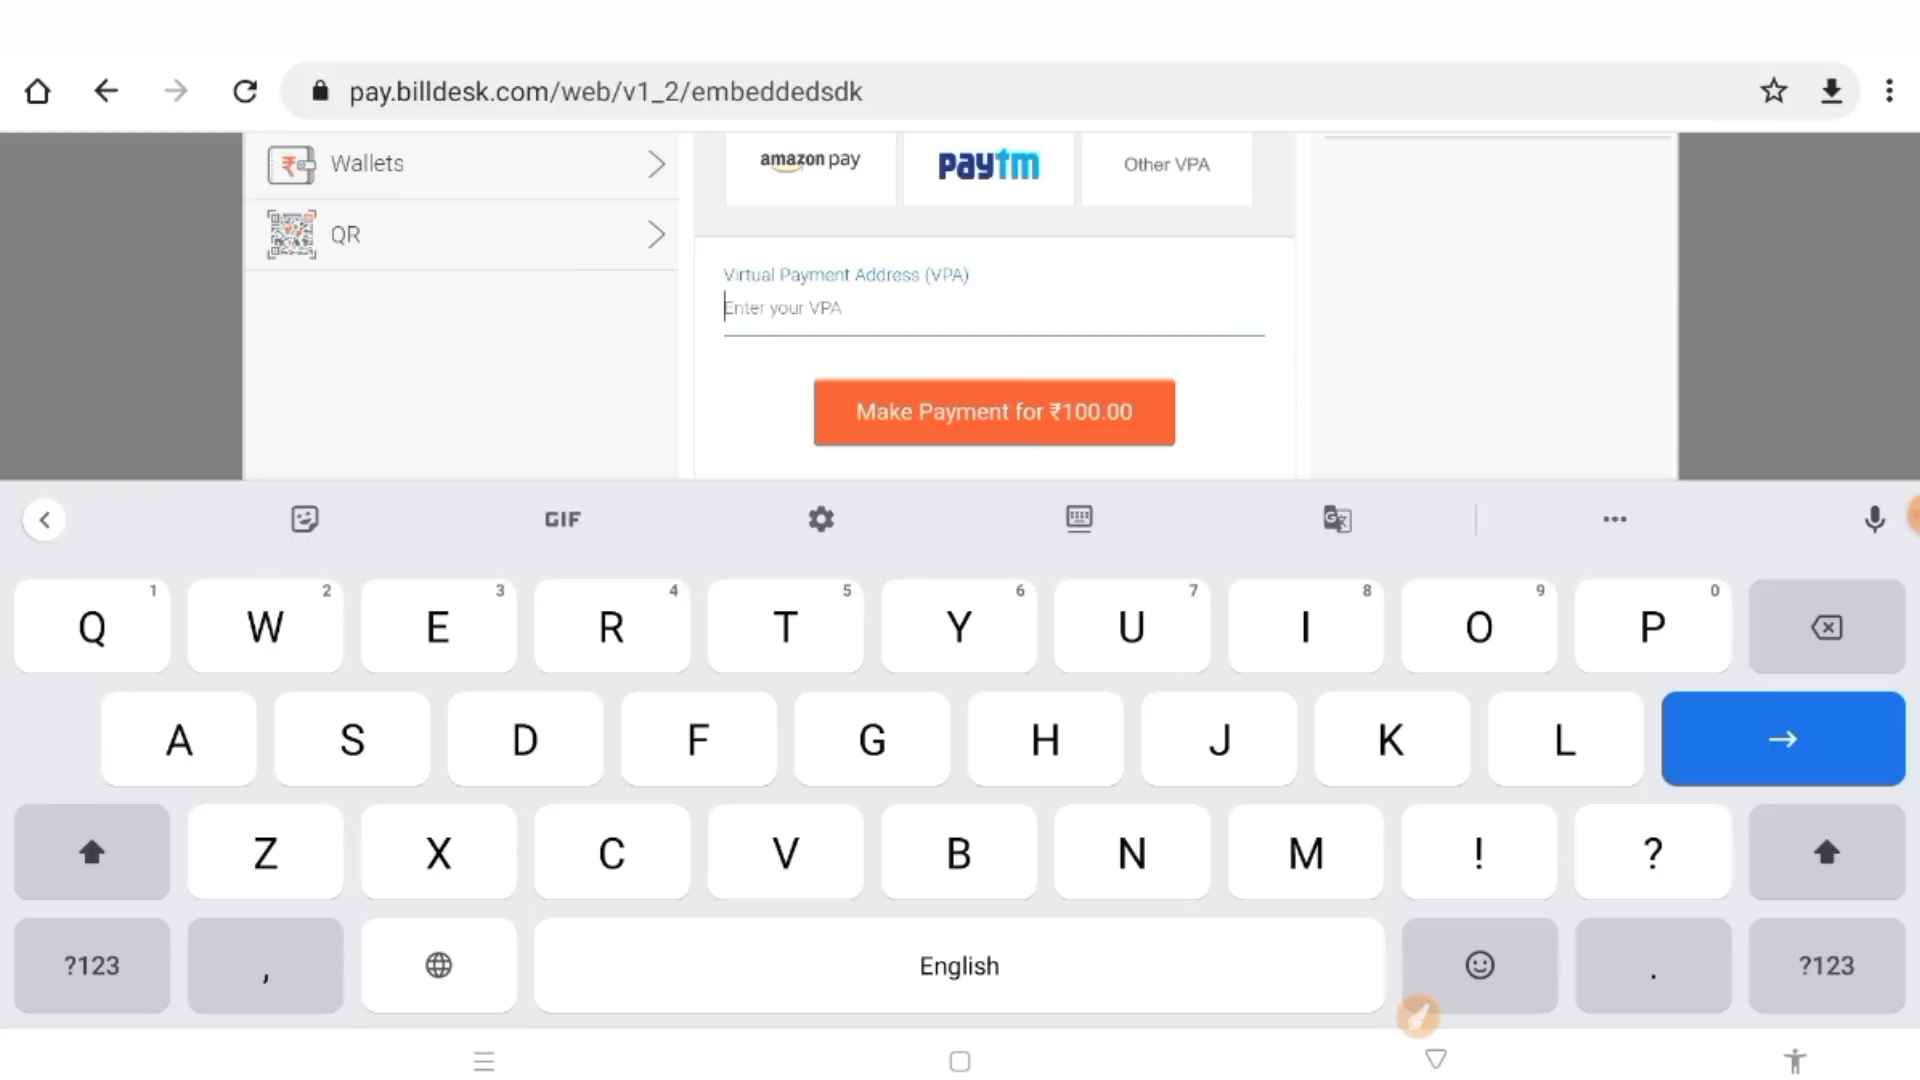 pay.billdesk.com/web/v1_2/embeddedsdk
Wallets
QR
amazon pay
paytm
Other VPA
Virtual Payment Address (VPA)
Enter your VPA
Make Payment for ₹100.00
GIF
Q 1 W 2 E 3 R 4 T 5 Y 6 U 7 I 8 O 9 P 0
A S D F G H J K L
Z X C V B N M ! ?
?123 , English . ?123